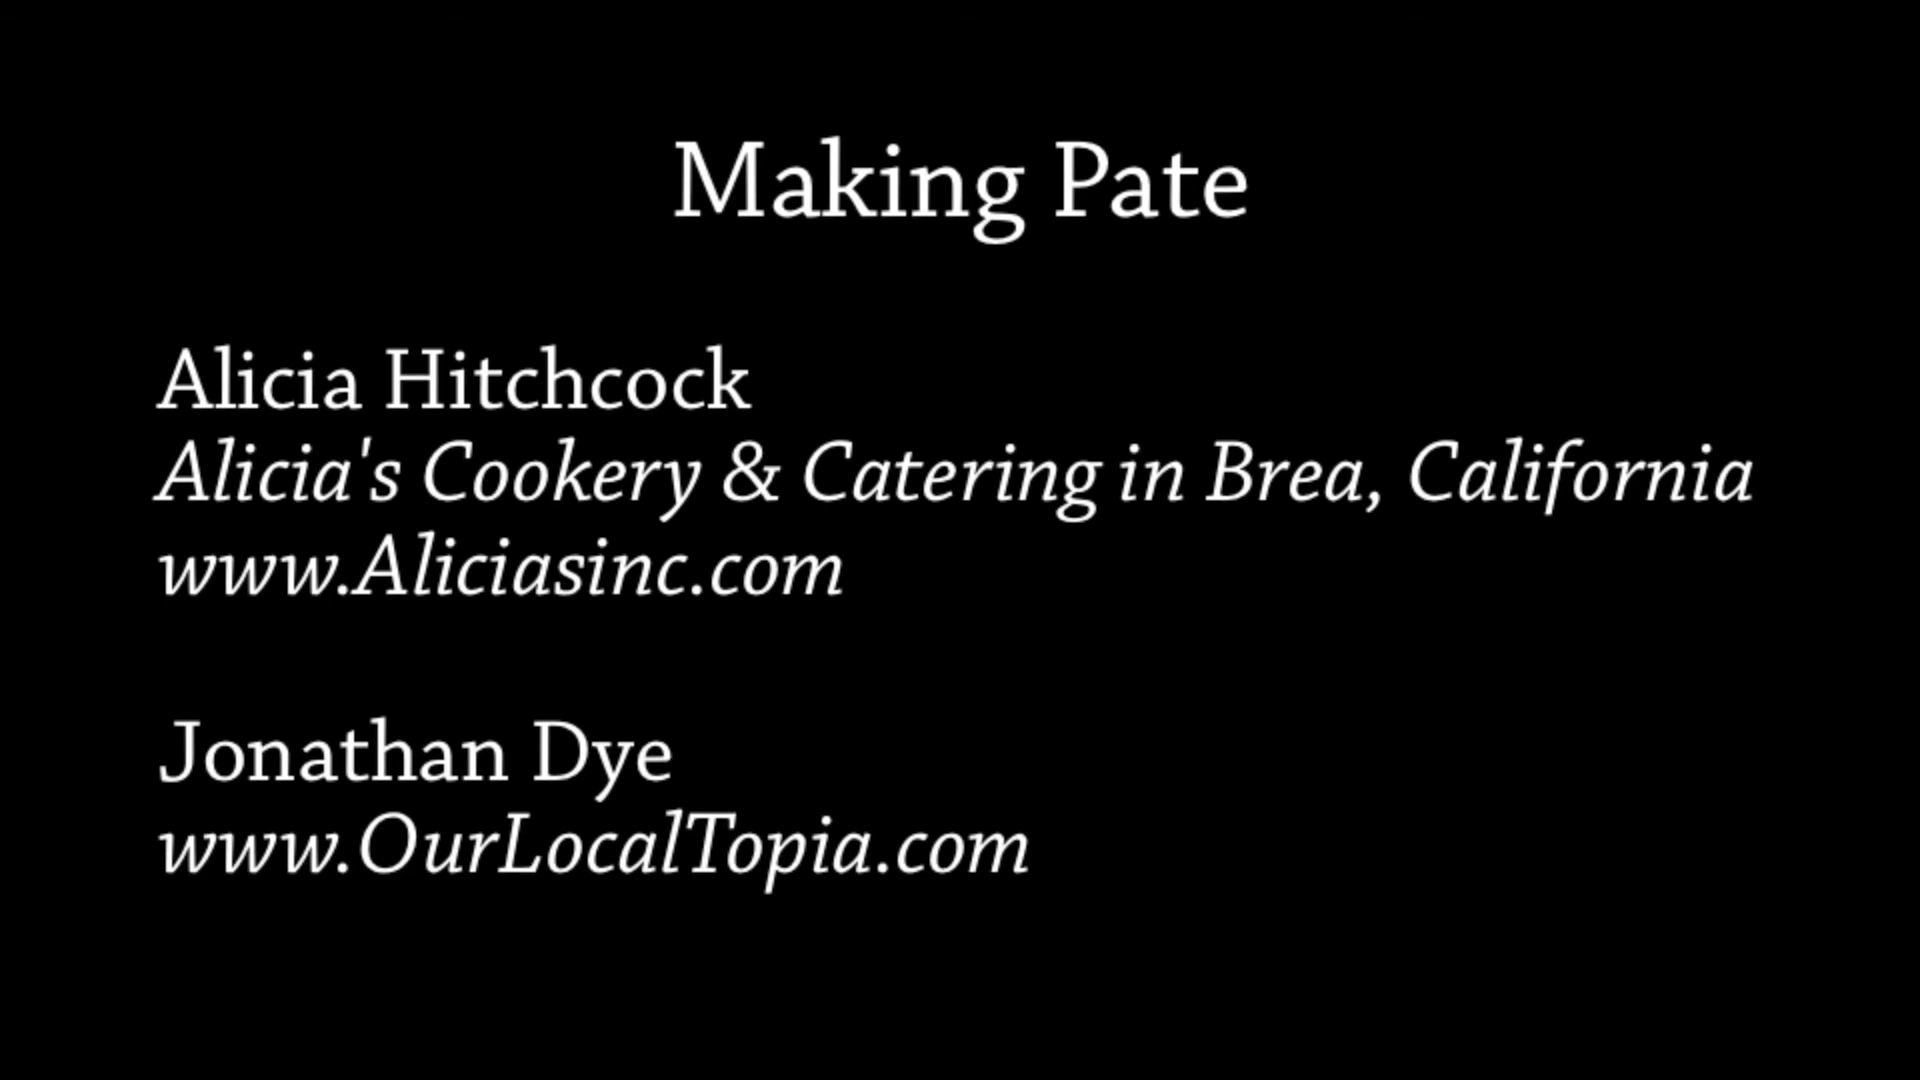 Making Pate
Alicia Hitchcock
Alicia's Cookery & Catering in Brea, California
www.Aliciasinc.com
Jonathan Dye
www.OurLocalTopia.com